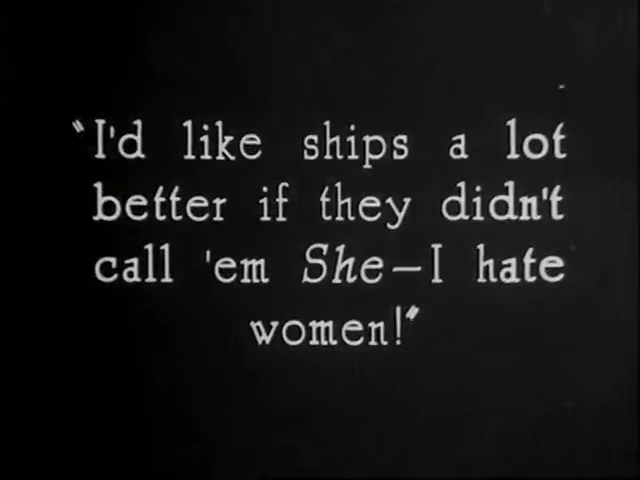 "I'd like ships a lot
better if they didn't
call 'em She—I hate
women!"